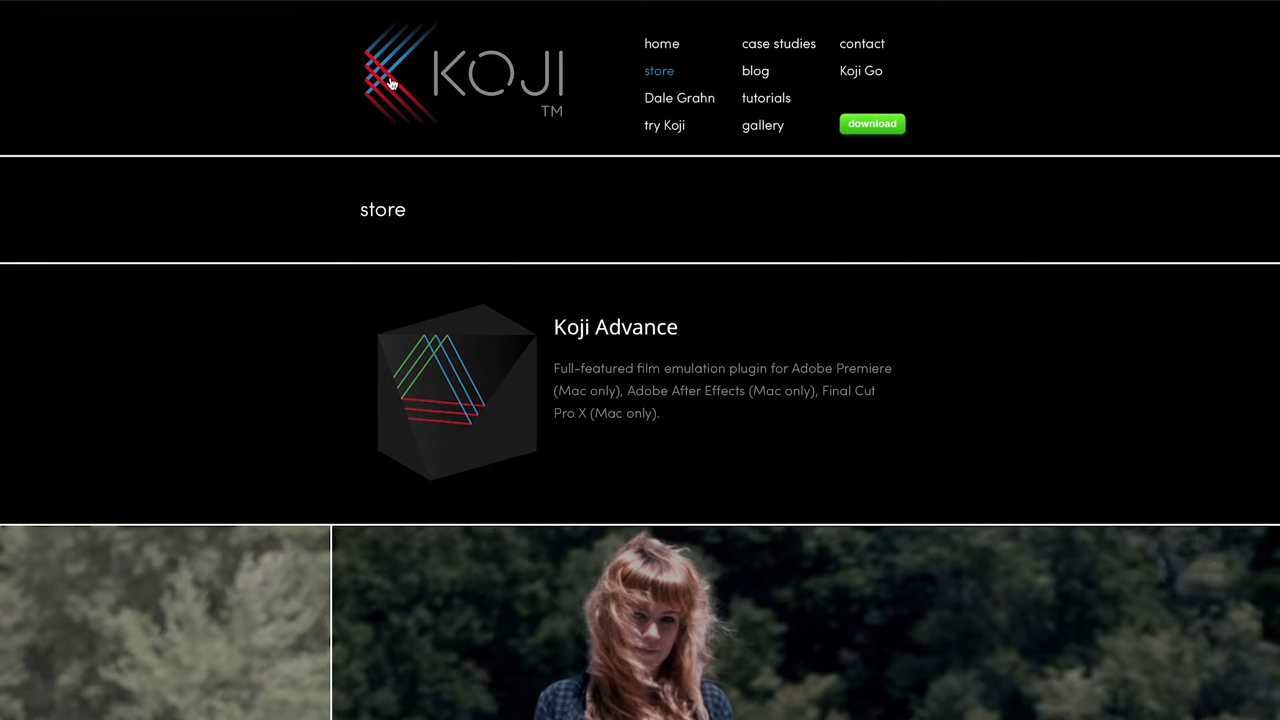 KOJI
TM
home
store
Dale Grahn
try Koji
case studies
blog
tutorials
gallery
contact
Koji Go
download
store
Koji Advance
Full-featured film emulation plugin for Adobe Premiere
(Mac only), Adobe After Effects (Mac only), Final Cut
Pro X (Mac only).